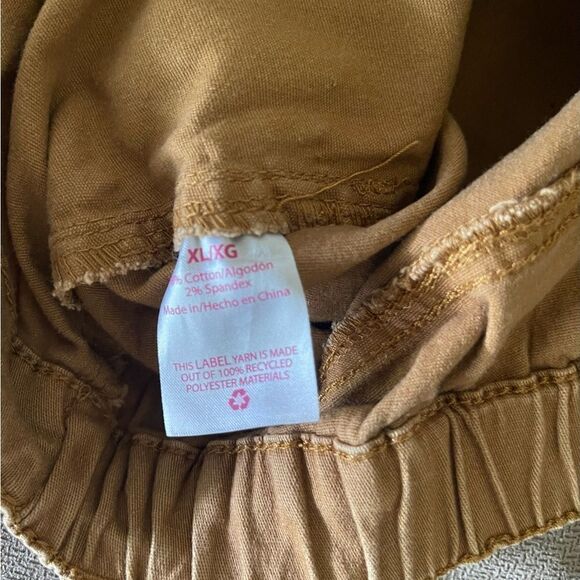 XL/XG
% Cotton/Algodón
2% Spandex
Made in/Hecho en China
THIS LABEL YARN IS MADE
OUT OF 100% RECYCLED
POLYESTER MATERIALS